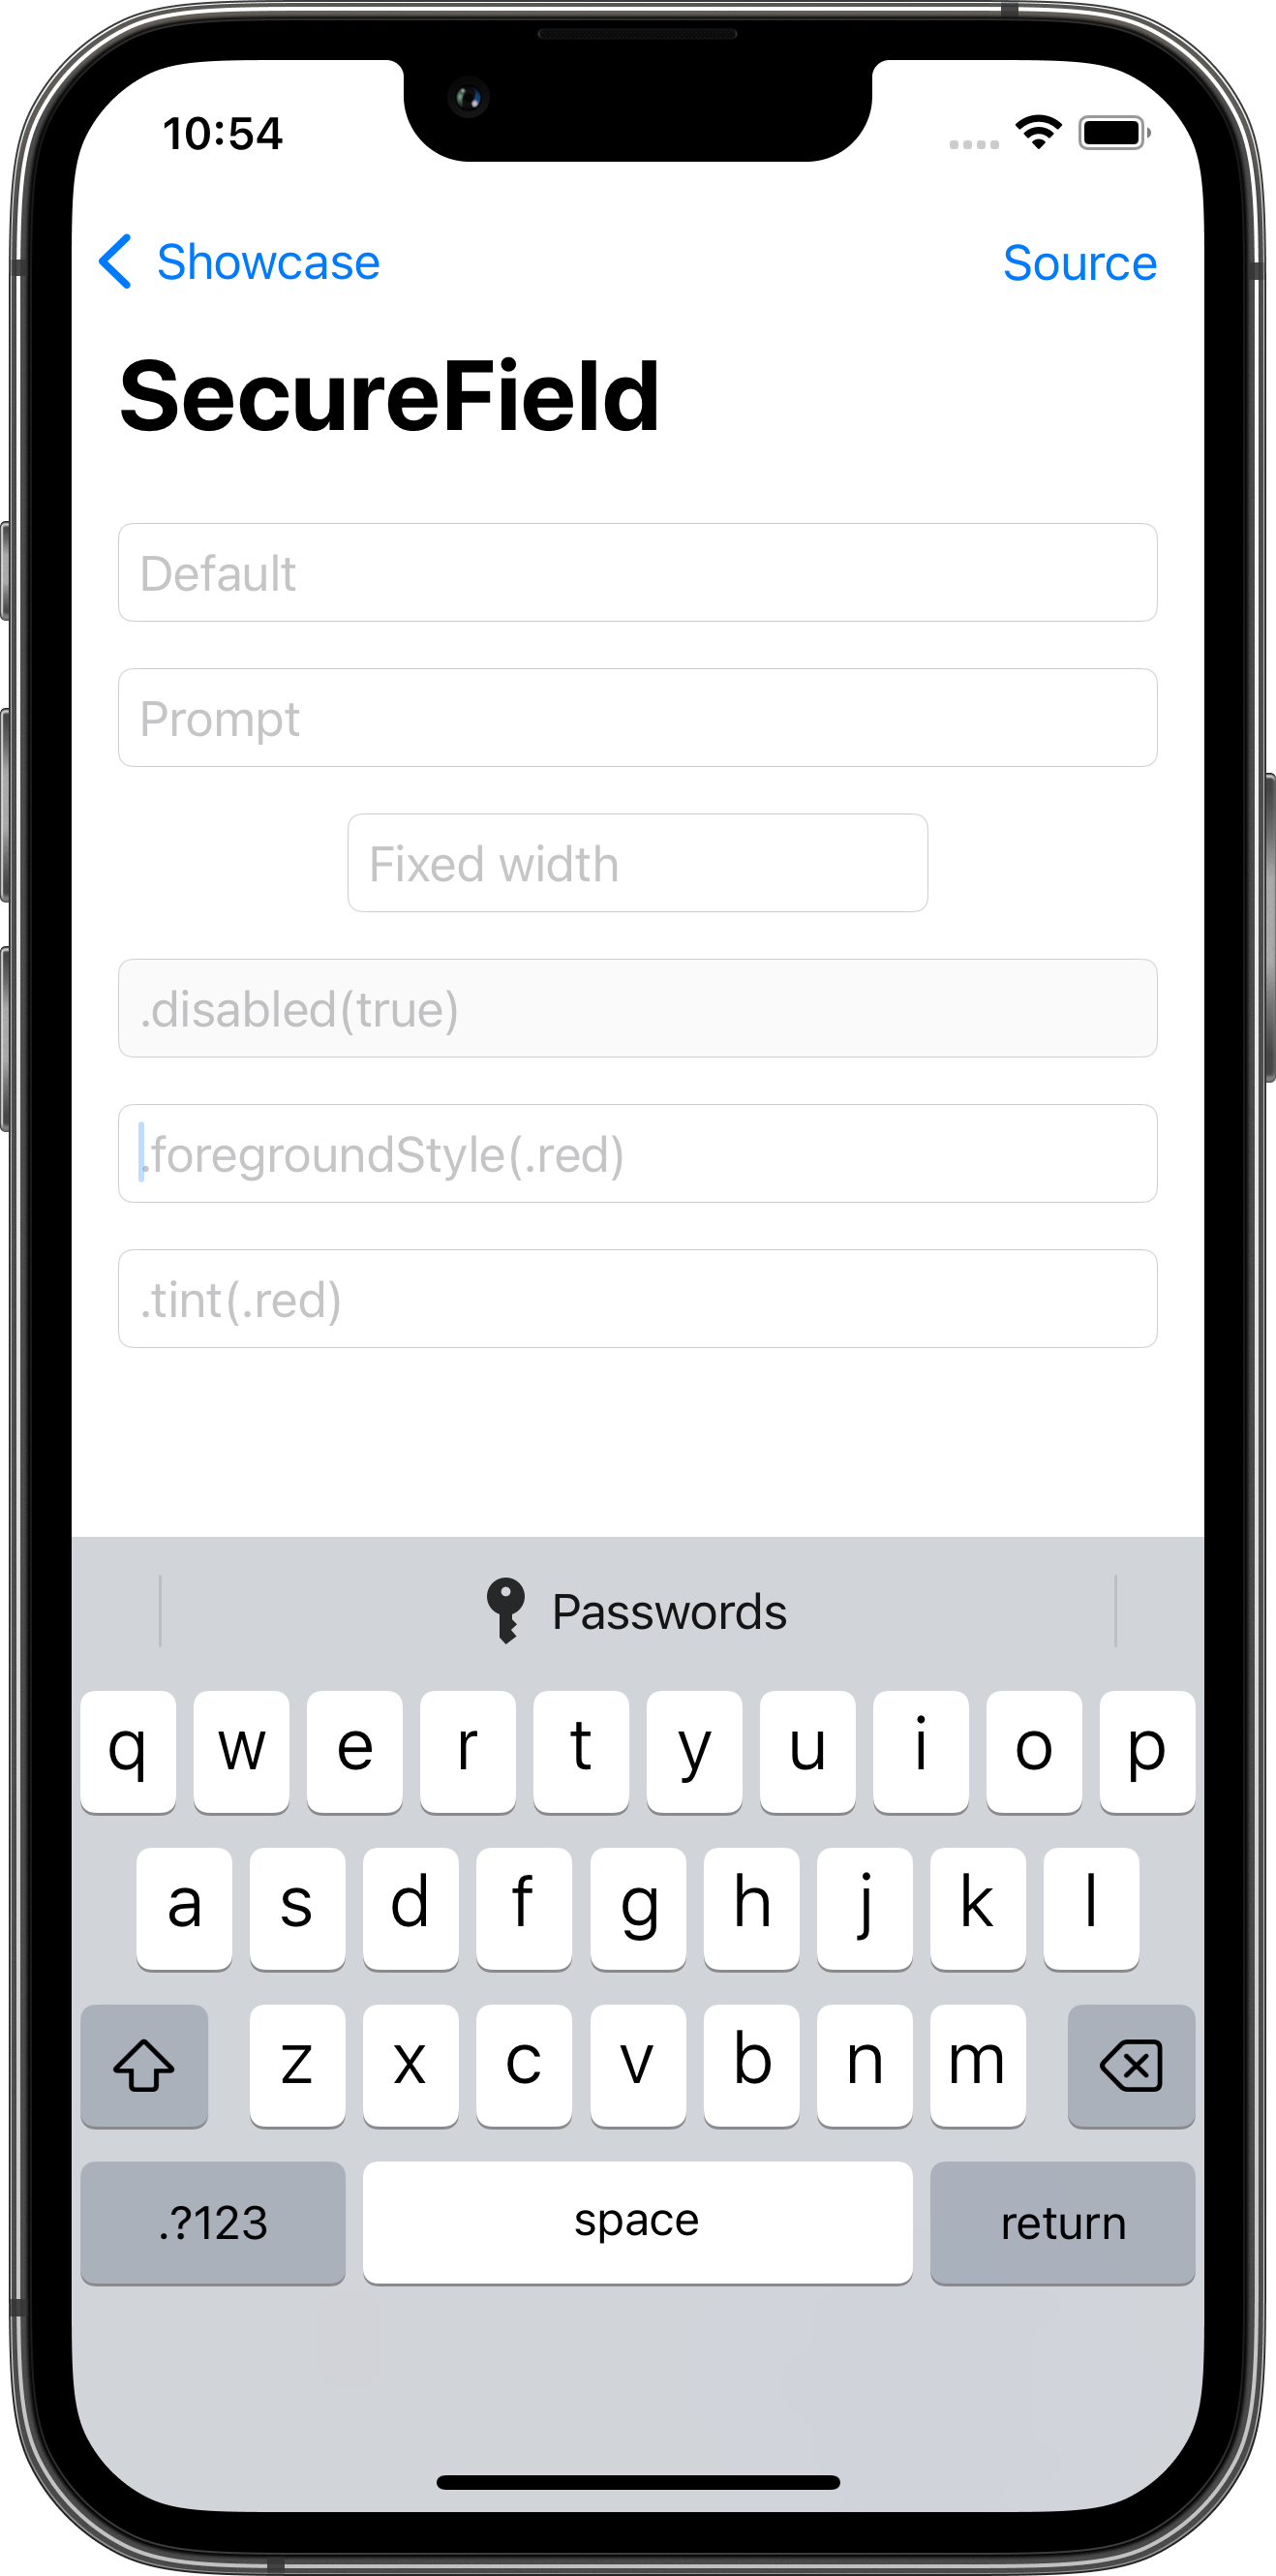 10:54
Showcase Source
SecureField
Default
Prompt
Fixed width
.disabled(true)
.foregroundStyle(.red)
.tint(.red)
Passwords
q w e r t y u i o p
a s d f g h j k l
z x c v b n m
.?123 space return